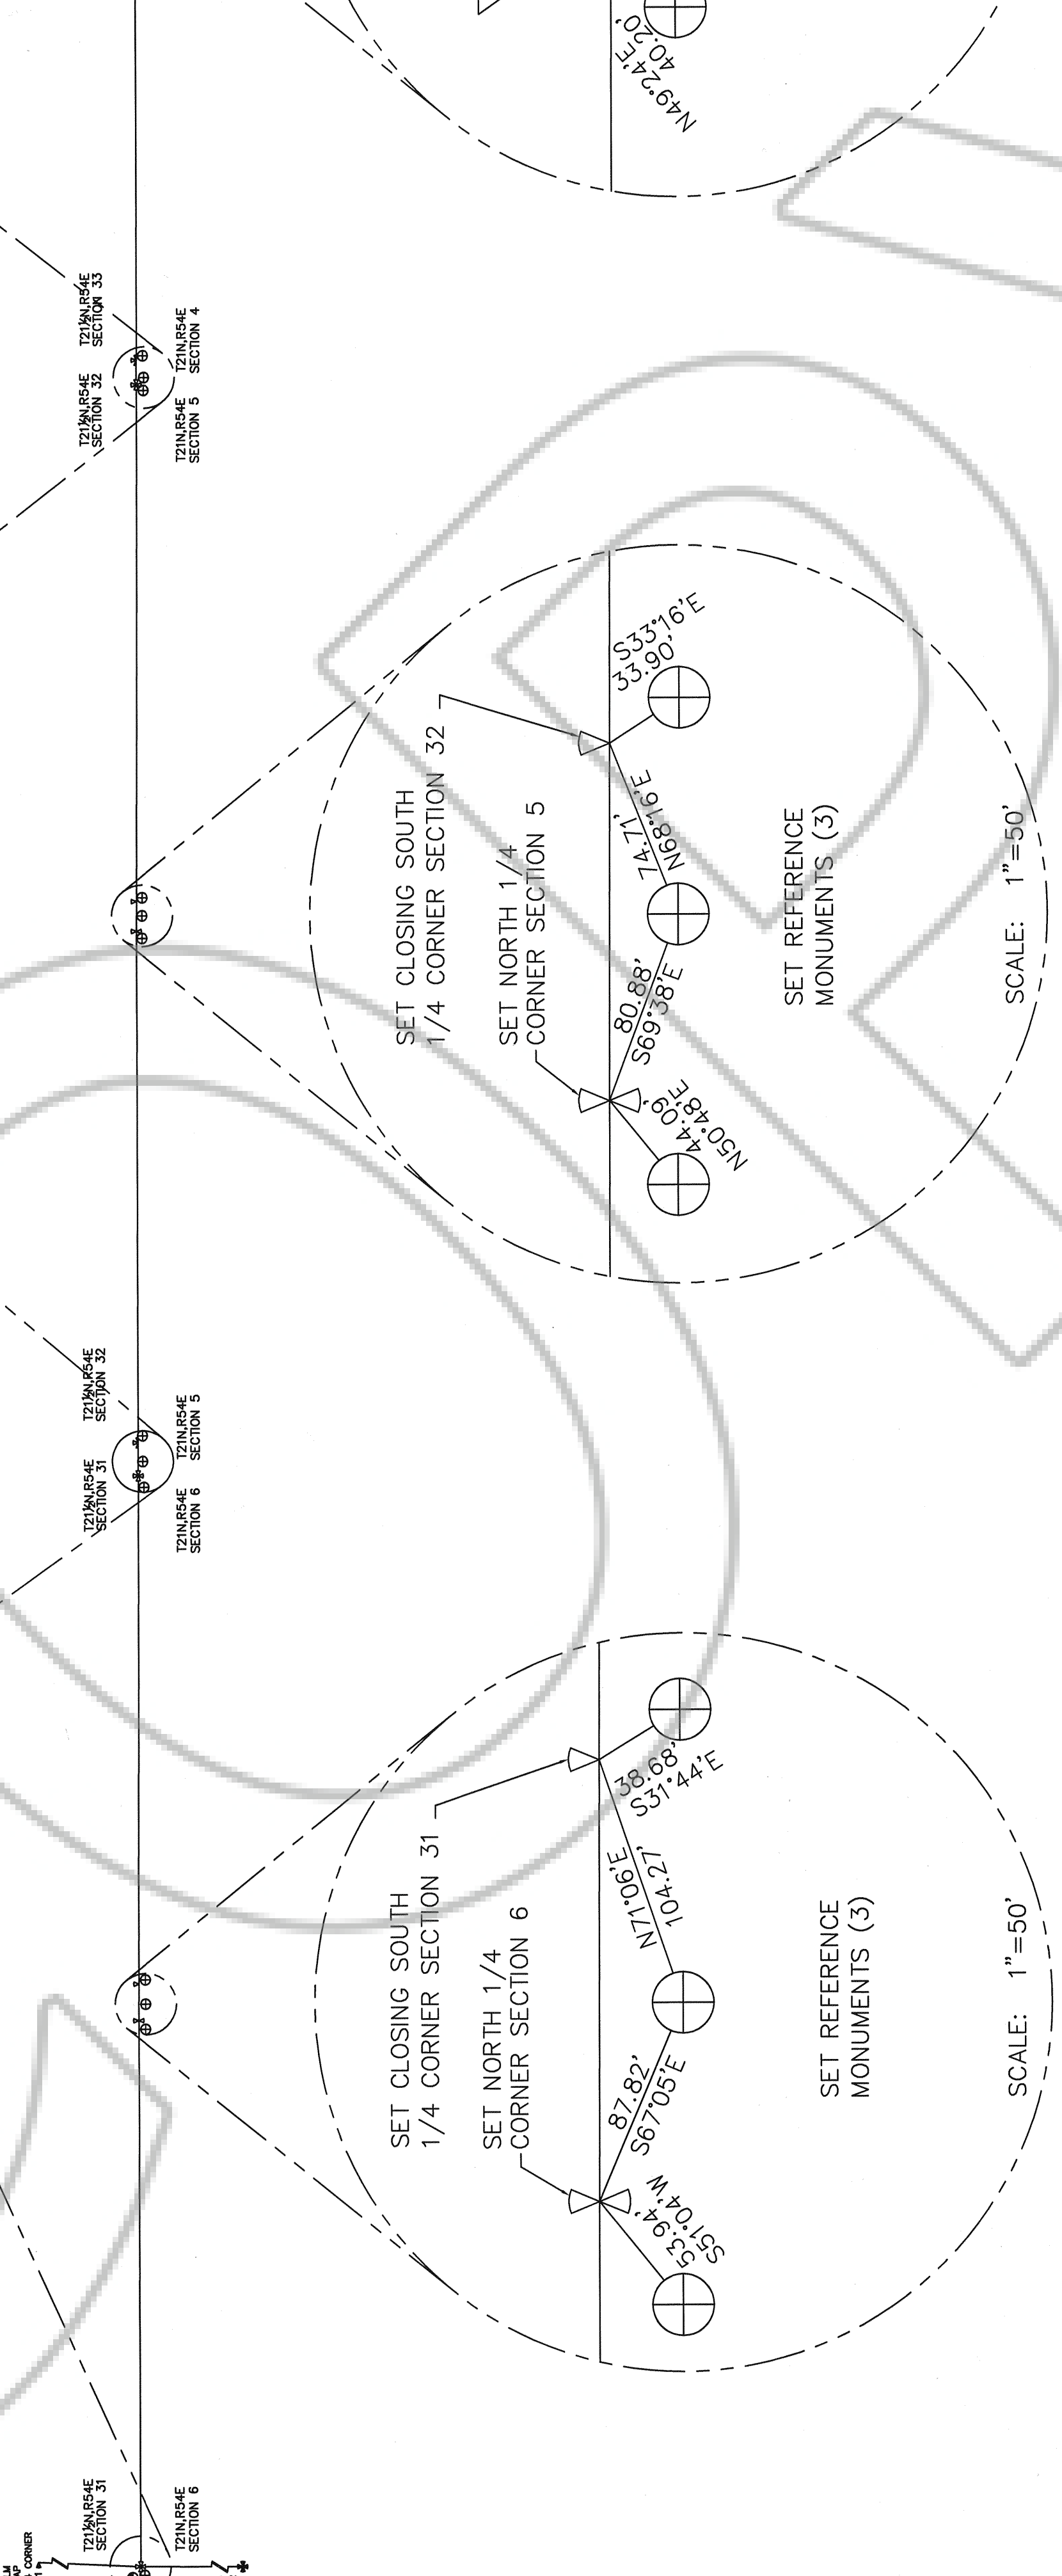 N49°24'E
40.20'
T21½N,R54E
SECTION 33
T21N,R54E
SECTION 4
T21½N,R54E
SECTION 32
T21N,R54E
SECTION 5
S33°16'E
33.90'
SET CLOSING SOUTH
1/4 CORNER SECTION 32
SET NORTH 1/4
CORNER SECTION 5
74.71'
N68°16'E
80.88'
S69°38'E
44.09'
N50°48'E
SET REFERENCE
MONUMENTS (3)
SCALE: 1"=50'
T21½N,R54E
SECTION 32
T21N,R54E
SECTION 5
T21½N,R54E
SECTION 31
T21N,R54E
SECTION 6
38.68'
S31°44'E
SET CLOSING SOUTH
1/4 CORNER SECTION 31
SET NORTH 1/4
CORNER SECTION 6
N71°06'E
104.27'
87.82'
S67°05'E
53.94'
S51°04'W
SET REFERENCE
MONUMENTS (3)
SCALE: 1"=50'
T21½N,R54E
SECTION 31
T21N,R54E
SECTION 6
CORNER